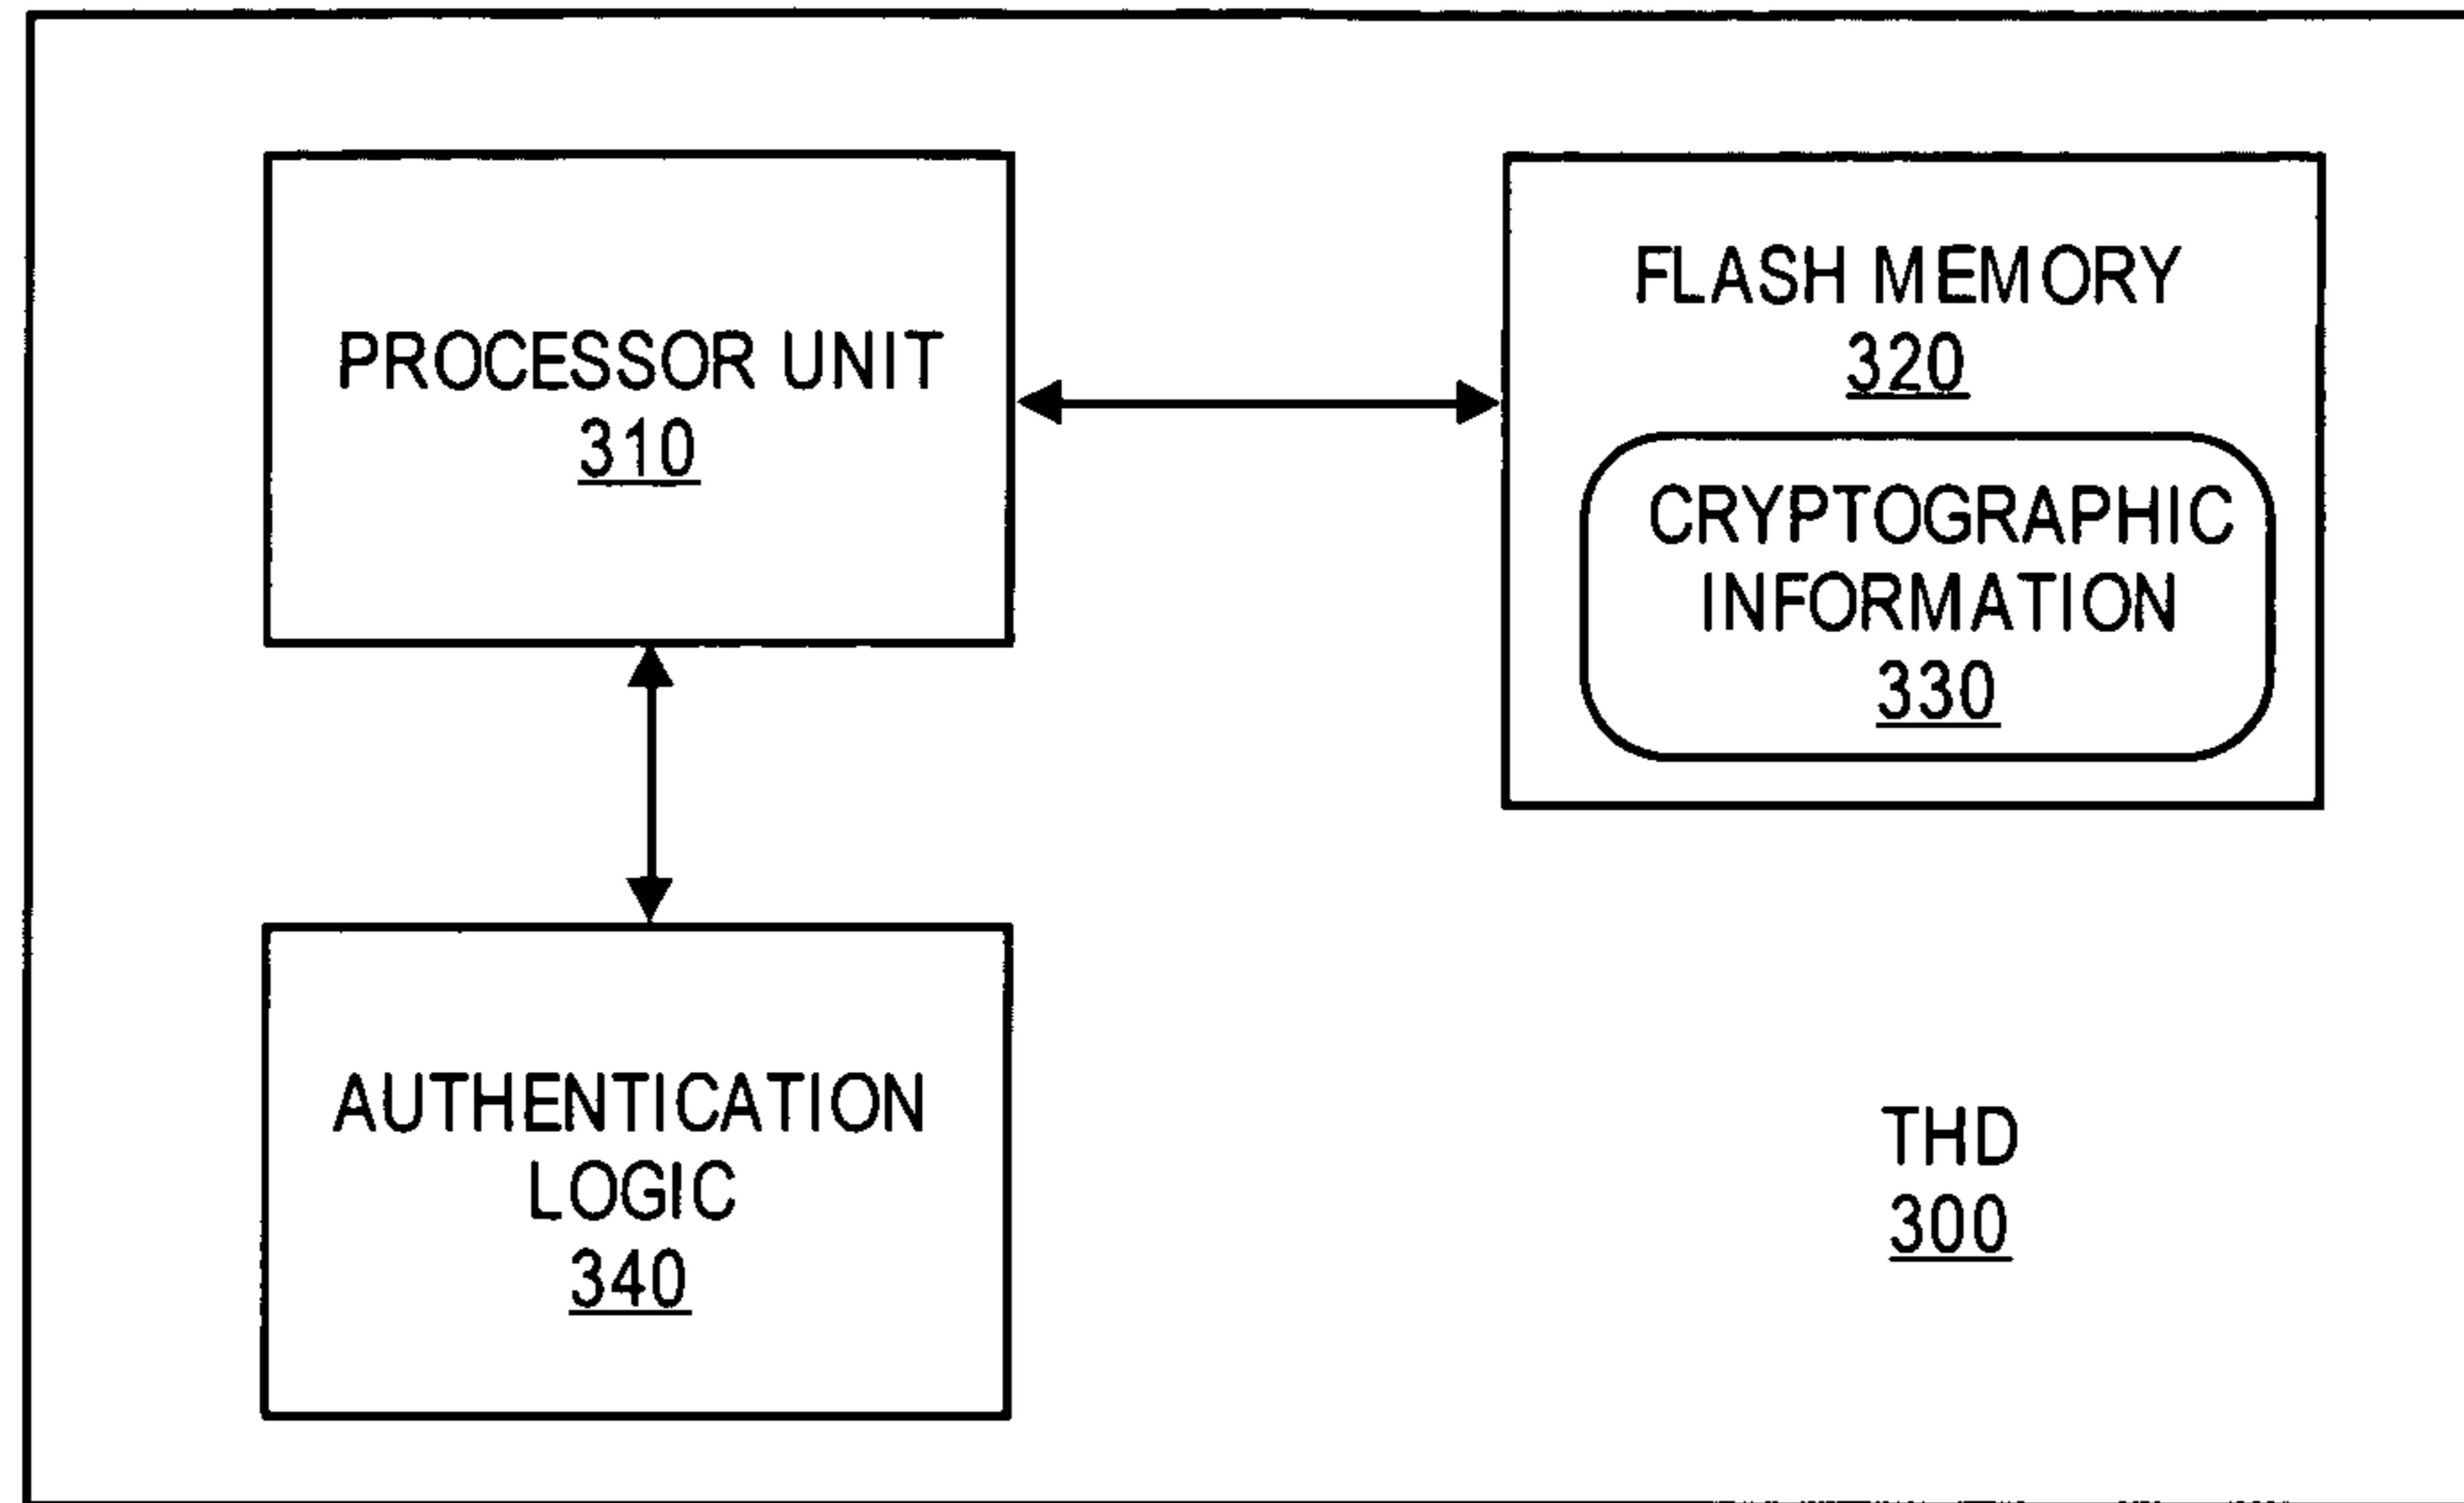 PROCESSOR UNIT
310
FLASH MEMORY
320
CRYPTOGRAPHIC
INFORMATION
330
AUTHENTICATION
LOGIC
340
THD
300